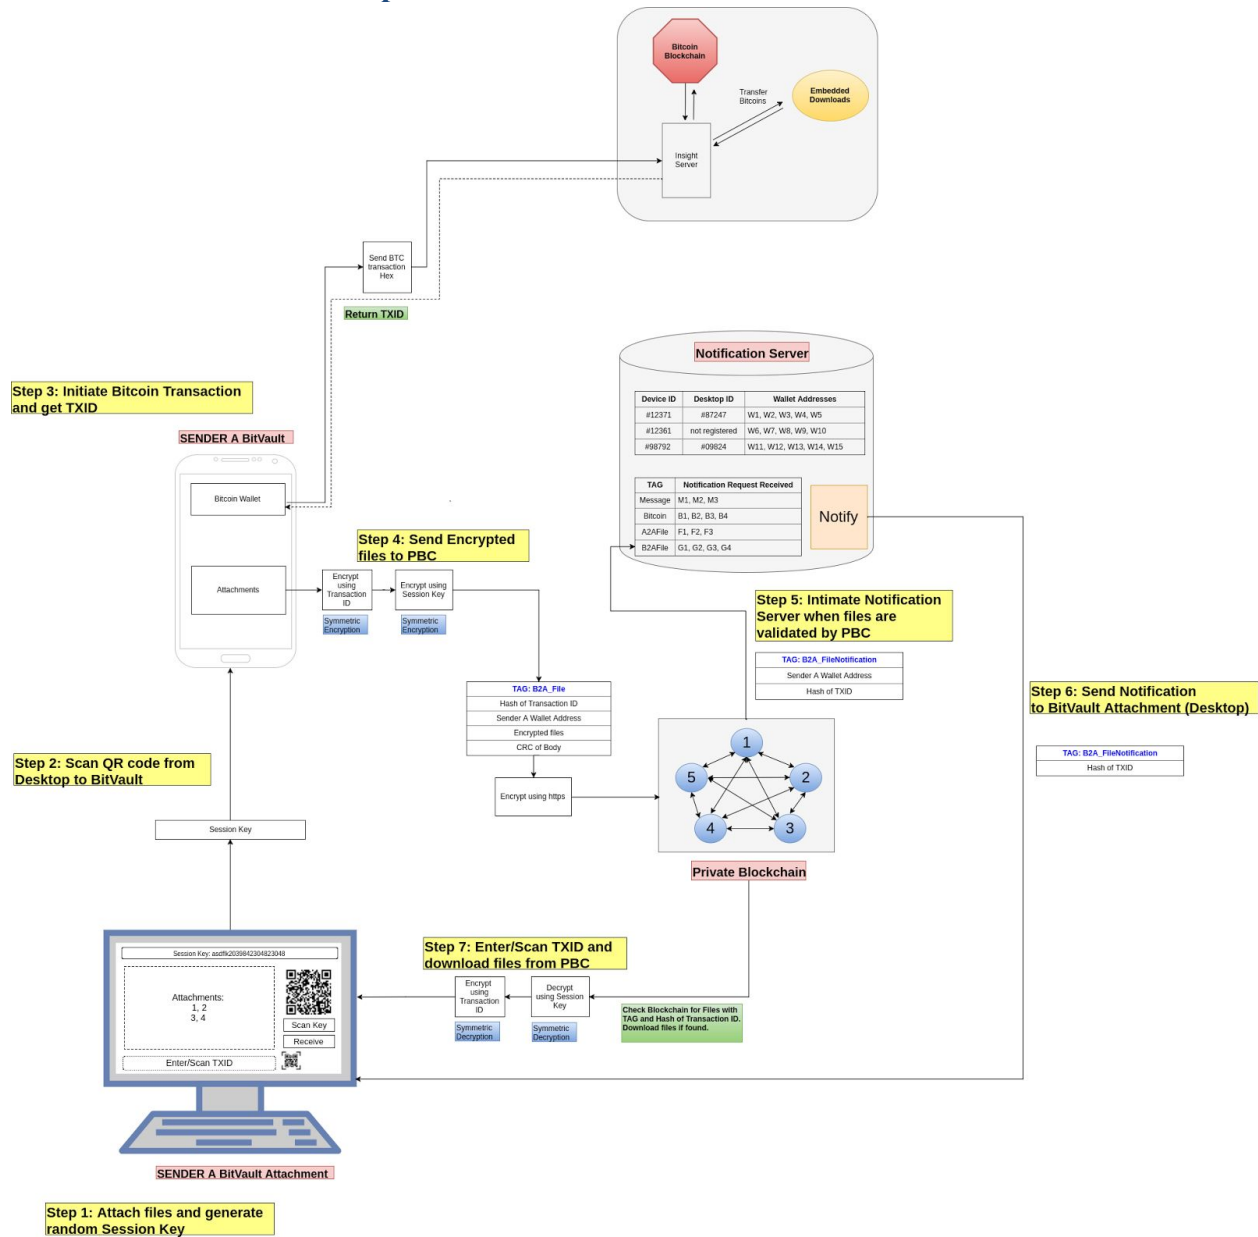 Bitcoin
Blockchain
Transfer
Bitcoins
Embedded
Downloads
Insight
Server
Send BTC
transaction
Hex
Return TXID
Notification Server
Device ID Desktop ID Wallet Addresses
#12371 #87247 W1, W2, W3, W4, W5
#12361 not registered W6, W7, W8, W9, W10
#98792 #09824 W11, W12, W13, W14, W15
TAG Notification Request Received
Message M1, M2, M3
Bitcoin B1, B2, B3, B4
A2AFile F1, F2, F3
B2AFile G1, G2, G3, G4
Notify
Step 3: Initiate Bitcoin Transaction
and get TXID
SENDER A BitVault
Bitcoin Wallet
Attachments
Step 4: Send Encrypted
files to PBC
Encrypt
using
Transaction
ID
Encrypt using
Session Key
Symmetric
Encryption
Symmetric
Encryption
Step 5: Intimate Notification
Server when files are
validated by PBC
TAG: B2A_FileNotification
Sender A Wallet Address
Hash of TXID
TAG: B2A_File
Hash of Transaction ID
Sender A Wallet Address
Encrypted files
CRC of Body
Encrypt using https
Step 6: Send Notification
to BitVault Attachment (Desktop)
TAG: B2A_FileNotification
Hash of TXID
1
5
2
4
3
Private Blockchain
Step 2: Scan QR code from
Desktop to BitVault
Session Key
Step 7: Enter/Scan TXID and
download files from PBC
Encrypt
using
Transaction
ID
Decrypt
using Session
Key
Symmetric
Decryption
Symmetric
Decryption
Check Blockchain for Files with
TAG and Hash of Transaction ID.
Download files if found.
Session Key: asdflk2039842304823048
Attachments:
1, 2
3, 4
Scan Key
Receive
Enter/Scan TXID
SENDER A BitVault Attachment
Step 1: Attach files and generate
random Session Key